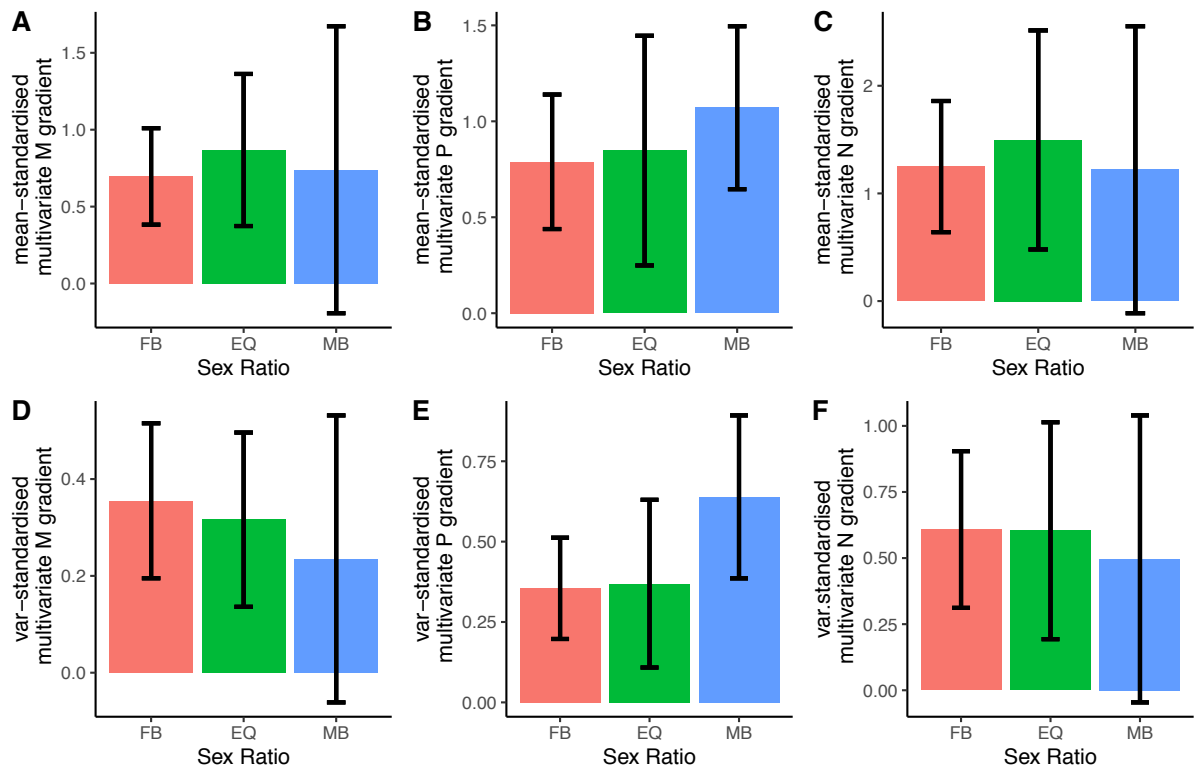 A
mean−standardised
multivariate M gradient
1.5
1.0
0.5
0.0
FB EQ MB
Sex Ratio
B
mean−standardised
multivariate P gradient
1.5
1.0
0.5
0.0
FB EQ MB
Sex Ratio
C
mean−standardised
multivariate N gradient
2
1
0
FB EQ MB
Sex Ratio
D
var−standardised
multivariate M gradient
0.4
0.2
0.0
FB EQ MB
Sex Ratio
E
var−standardised
multivariate P gradient
0.75
0.50
0.25
0.00
FB EQ MB
Sex Ratio
F
var.standardised
multivariate N gradient
1.00
0.75
0.50
0.25
0.00
FB EQ MB
Sex Ratio